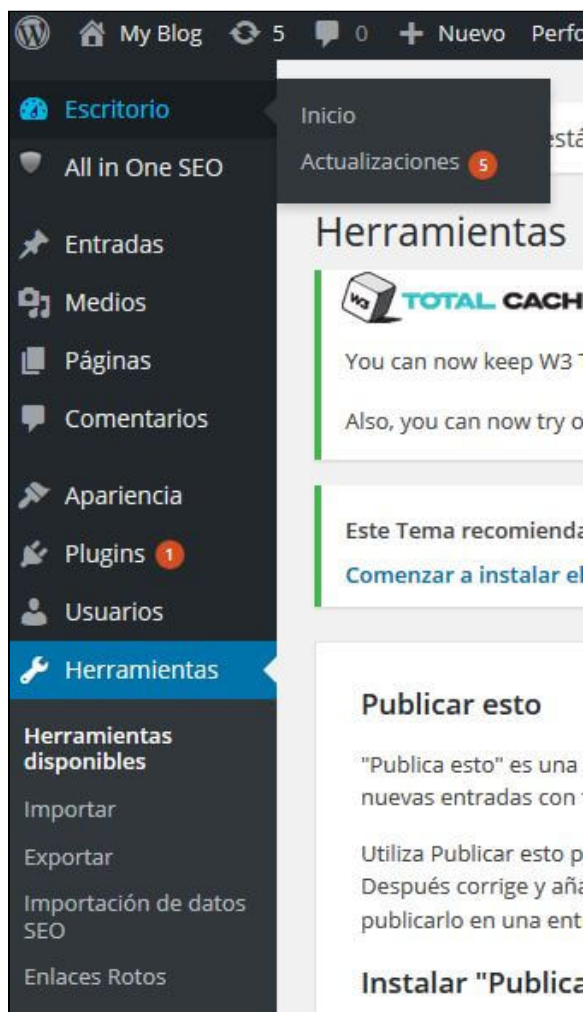 My Blog 5 0 + Nuevo
Escritorio
All in One SEO
Entradas
Medios
Páginas
Comentarios
Apariencia
Plugins 1
Usuarios
Herramientas
Herramientas
disponibles
Importar
Exportar
Importación de datos
SEO
Enlaces Rotos
Inicio
Actualizaciones 5
Herramientas
W3 TOTAL CACH
You can now keep W3
Also, you can now try
Este Tema recomienda
Comenzar a instalar el
Publicar esto
"Publica esto" es una
nuevas entradas con
Utiliza Publicar esto p
Después corrige y aña
publicarlo en una ent
Instalar "Publica